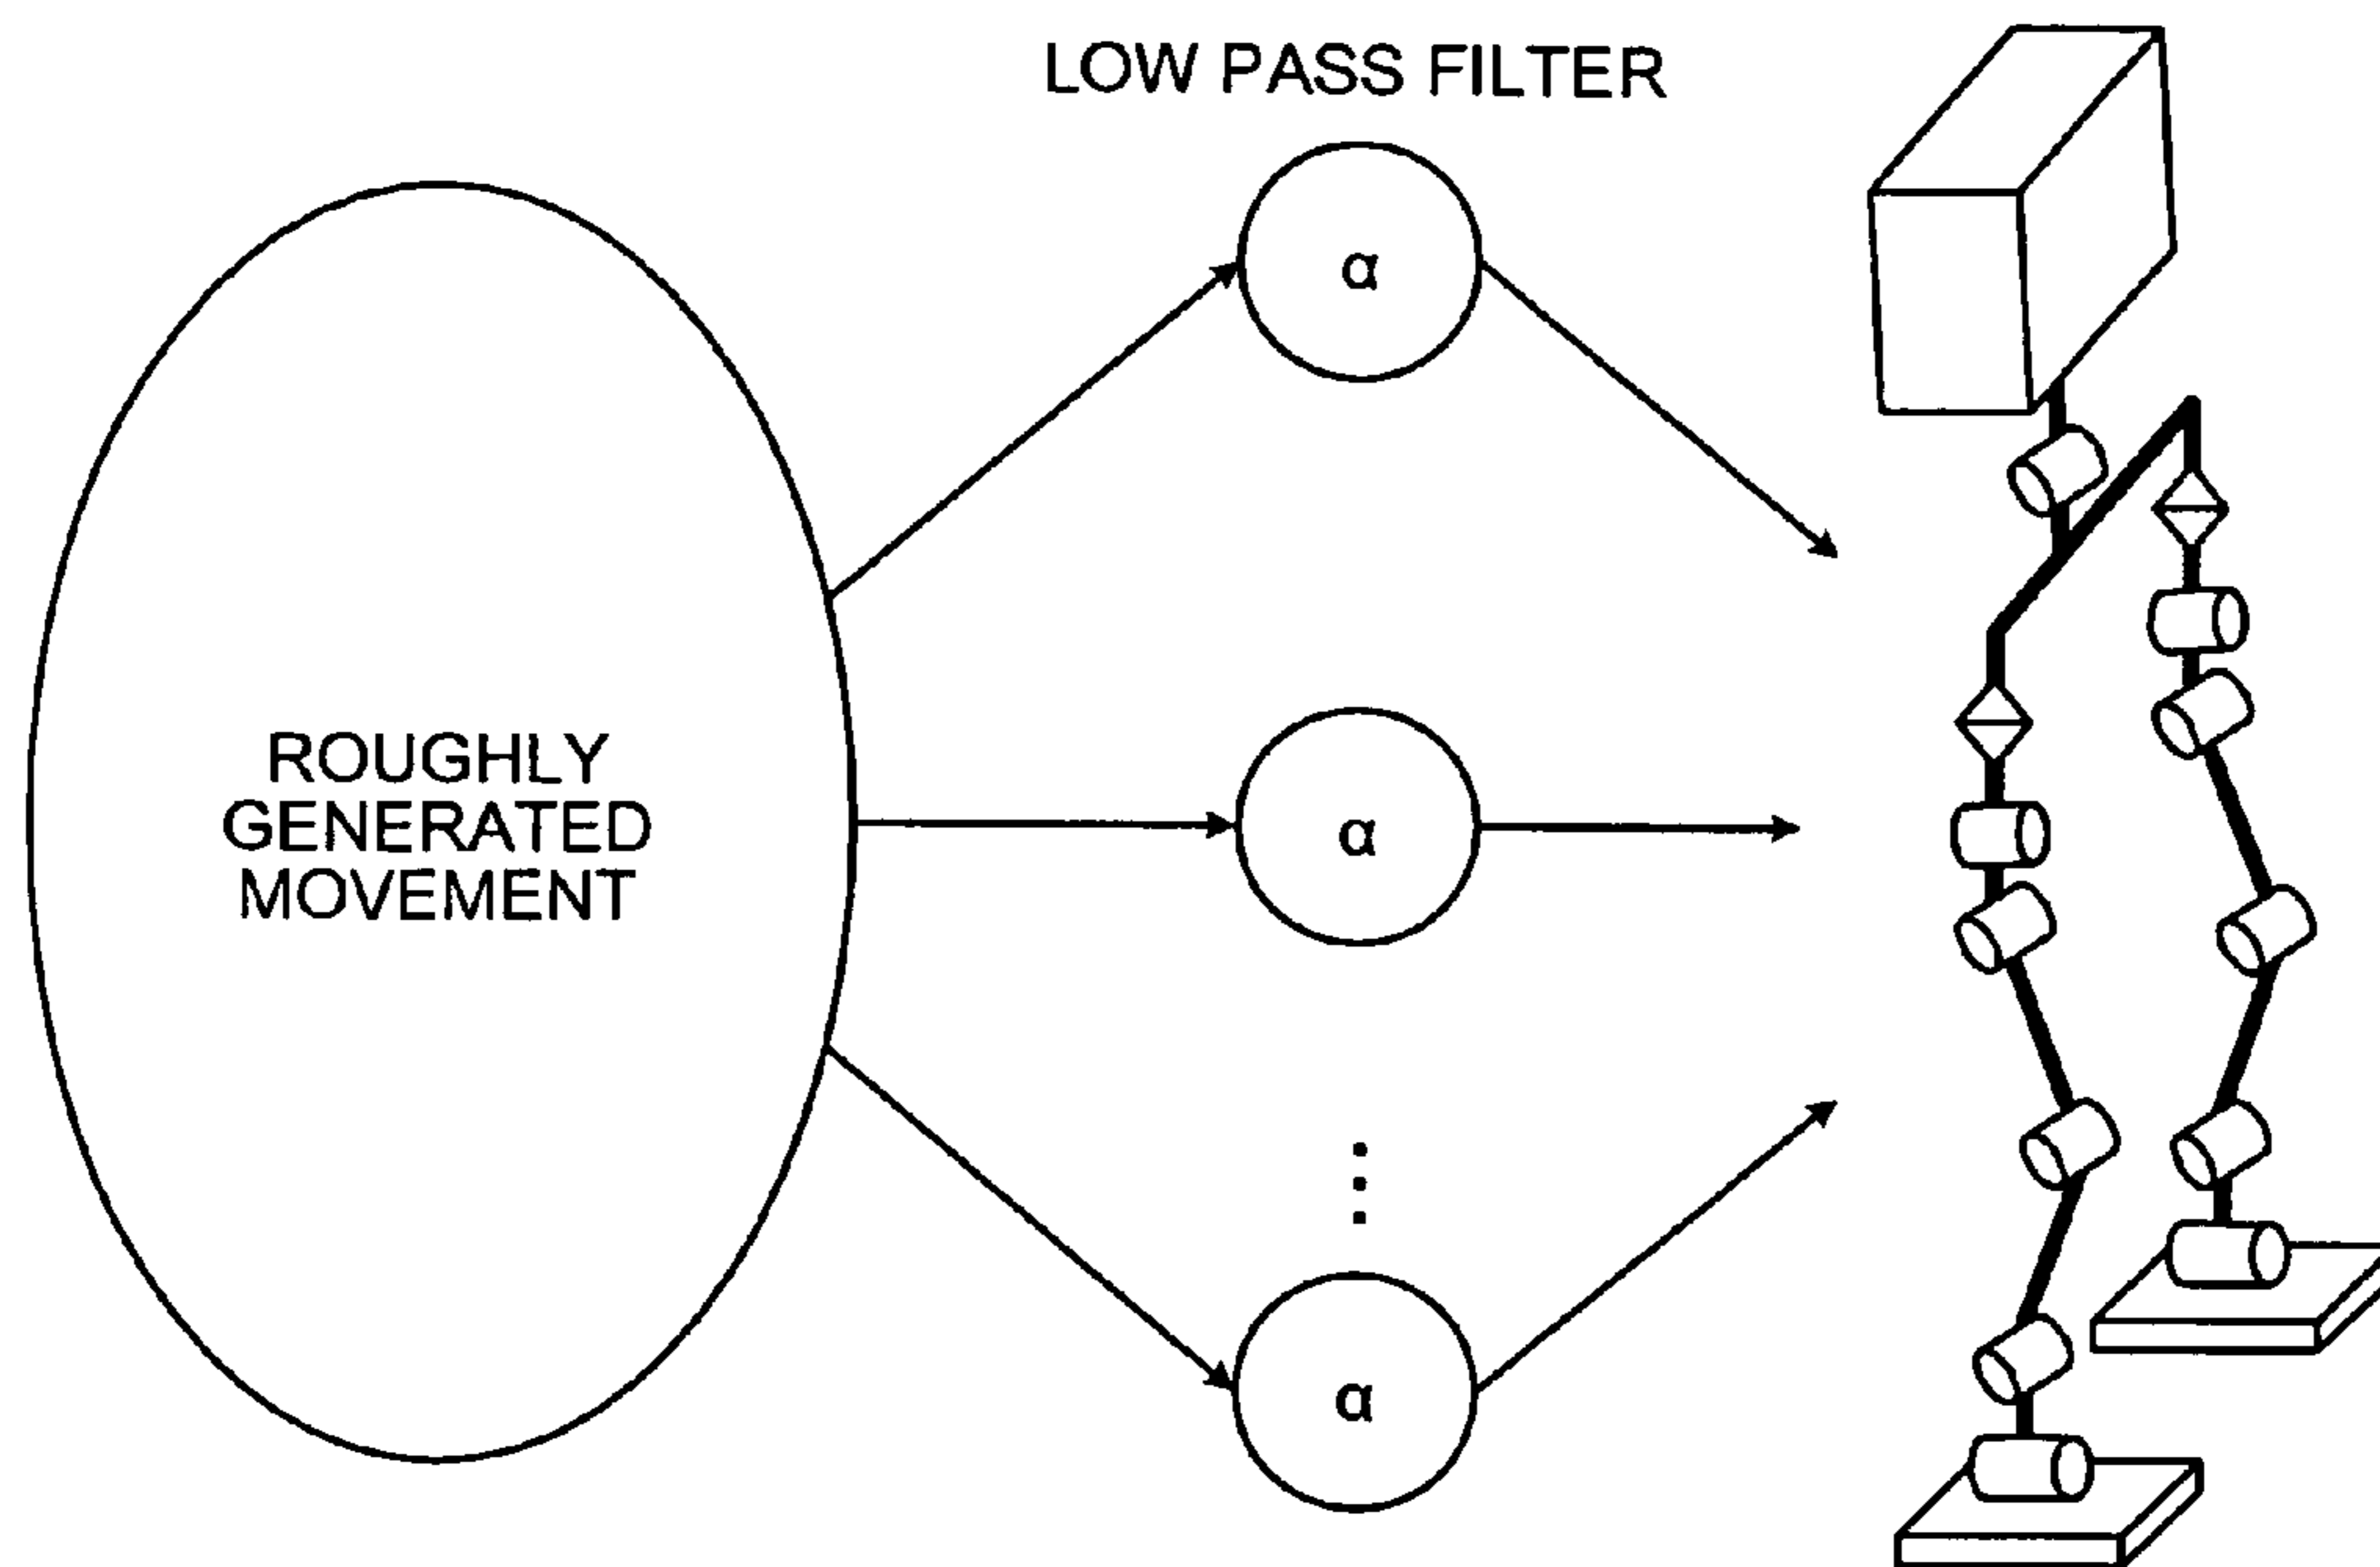 LOW PASS FILTER
α
ROUGHLY
GENERATED
MOVEMENT
α
α